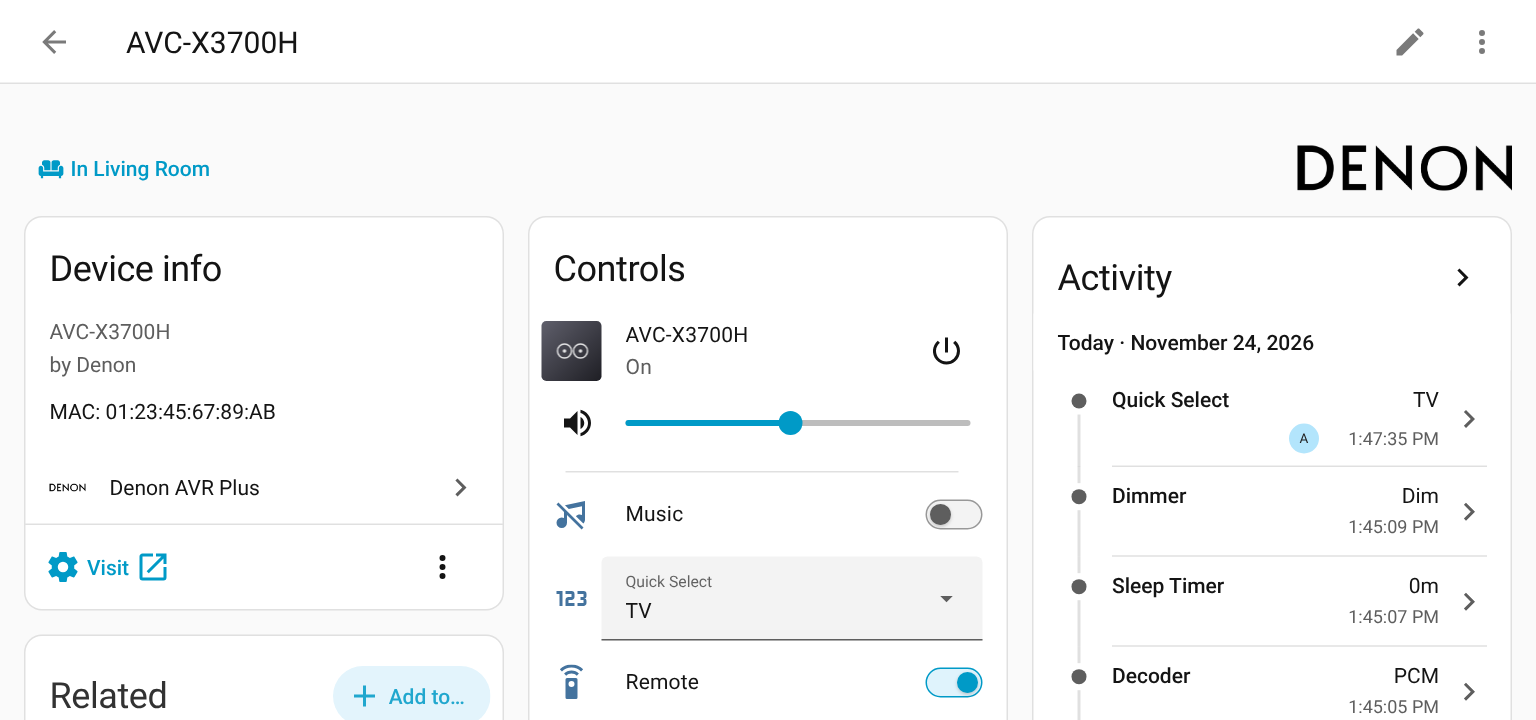 AVC-X3700H
In Living Room
DENON
Device info
AVC-X3700H
by Denon
MAC: 01:23:45:67:89:AB
DENON Denon AVR Plus
Visit
Related
Add to...
Controls
AVC-X3700H
On
Music
123
Quick Select
TV
Remote
Activity
Today · November 24, 2026
Quick Select TV
A 1:47:35 PM
Dimmer Dim
1:45:09 PM
Sleep Timer 0m
1:45:07 PM
Decoder PCM
1:45:05 PM